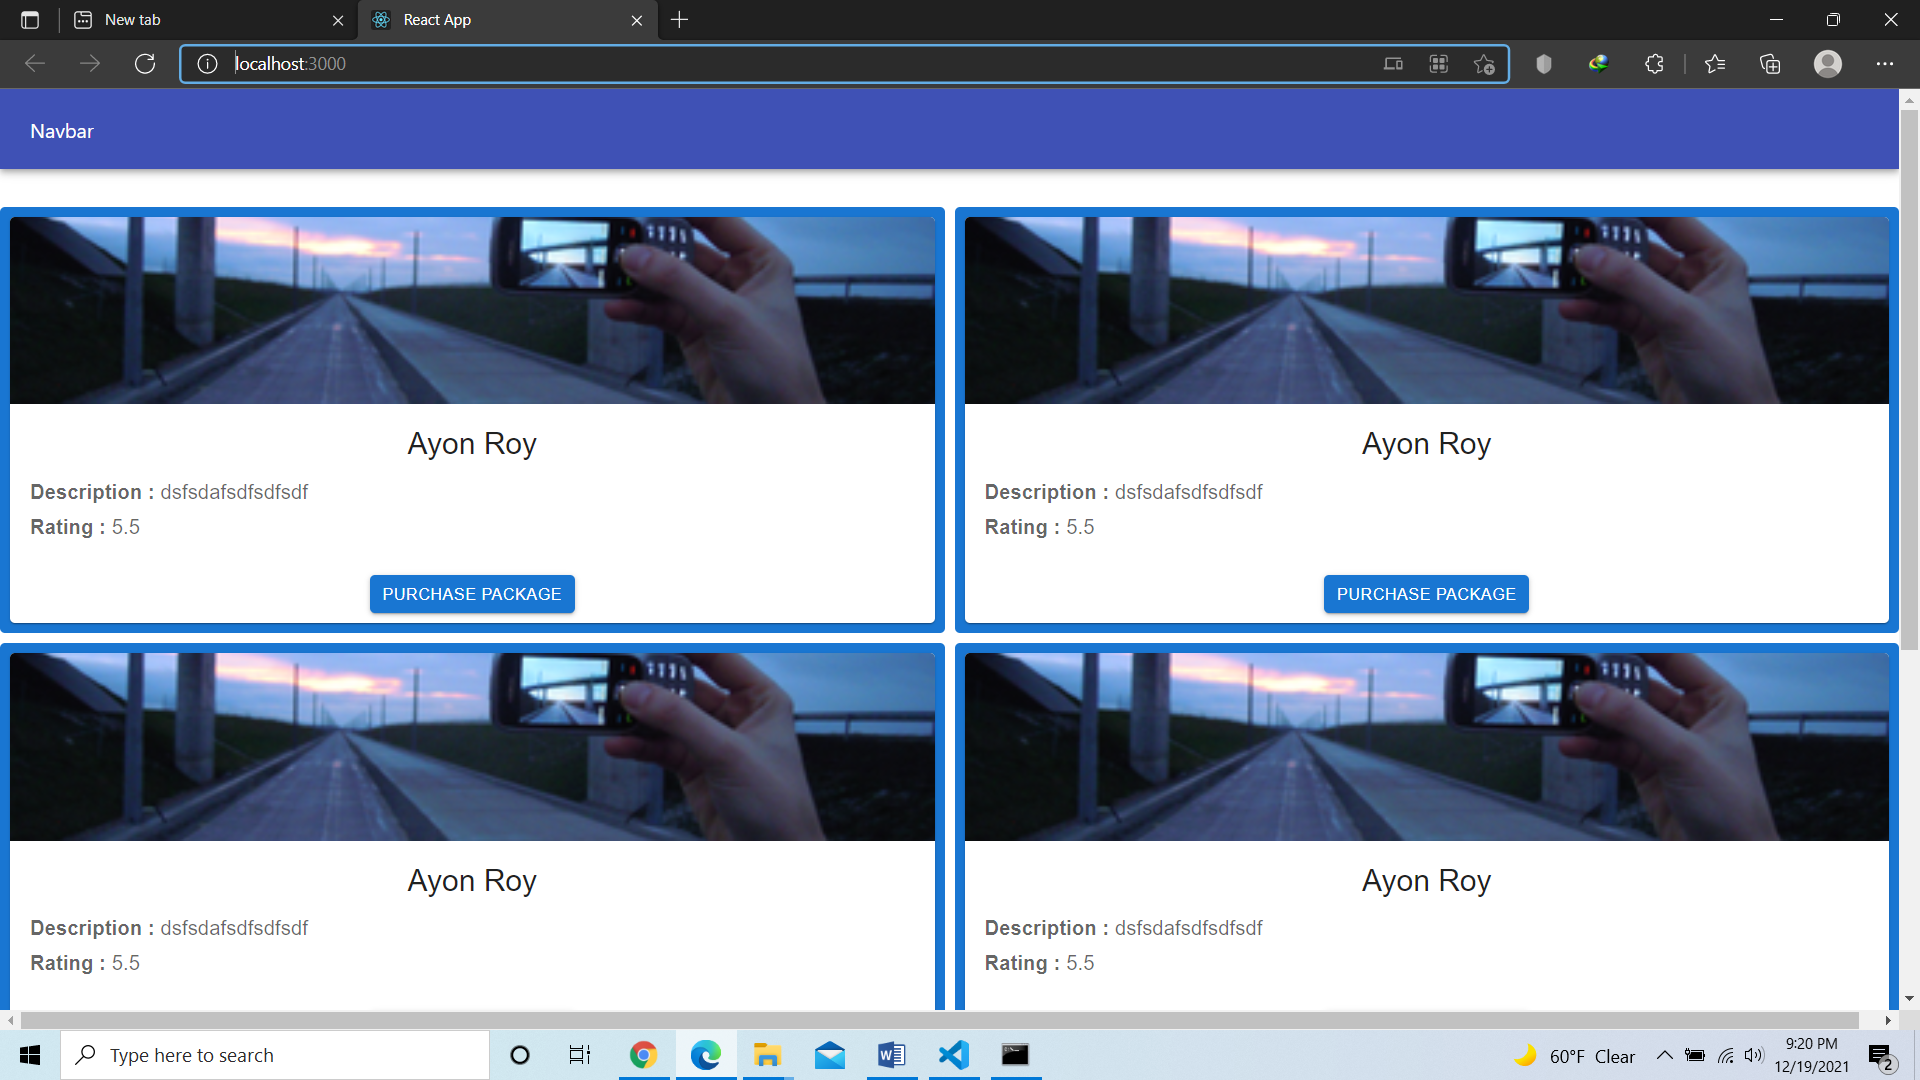 New tab
React App
localhost:3000
Navbar
Ayon Roy
Description : dsfsdafsdfsdfsdf
Rating : 5.5
PURCHASE PACKAGE
Ayon Roy
Description : dsfsdafsdfsdfsdf
Rating : 5.5
PURCHASE PACKAGE
Ayon Roy
Description : dsfsdafsdfsdfsdf
Rating : 5.5
Ayon Roy
Description : dsfsdafsdfsdfsdf
Rating : 5.5
Type here to search
60°F Clear
9:20 PM
12/19/2021
2